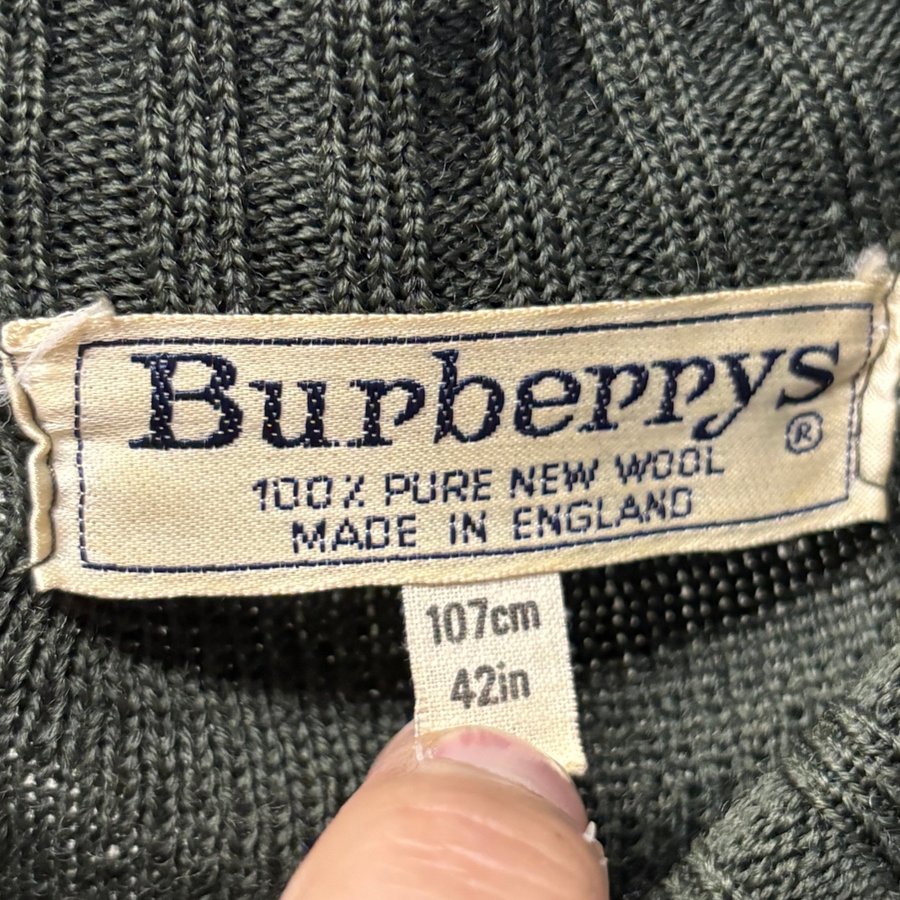 Burberrys
®
100% PURE NEW WOOL
MADE IN ENGLAND
107cm
42in